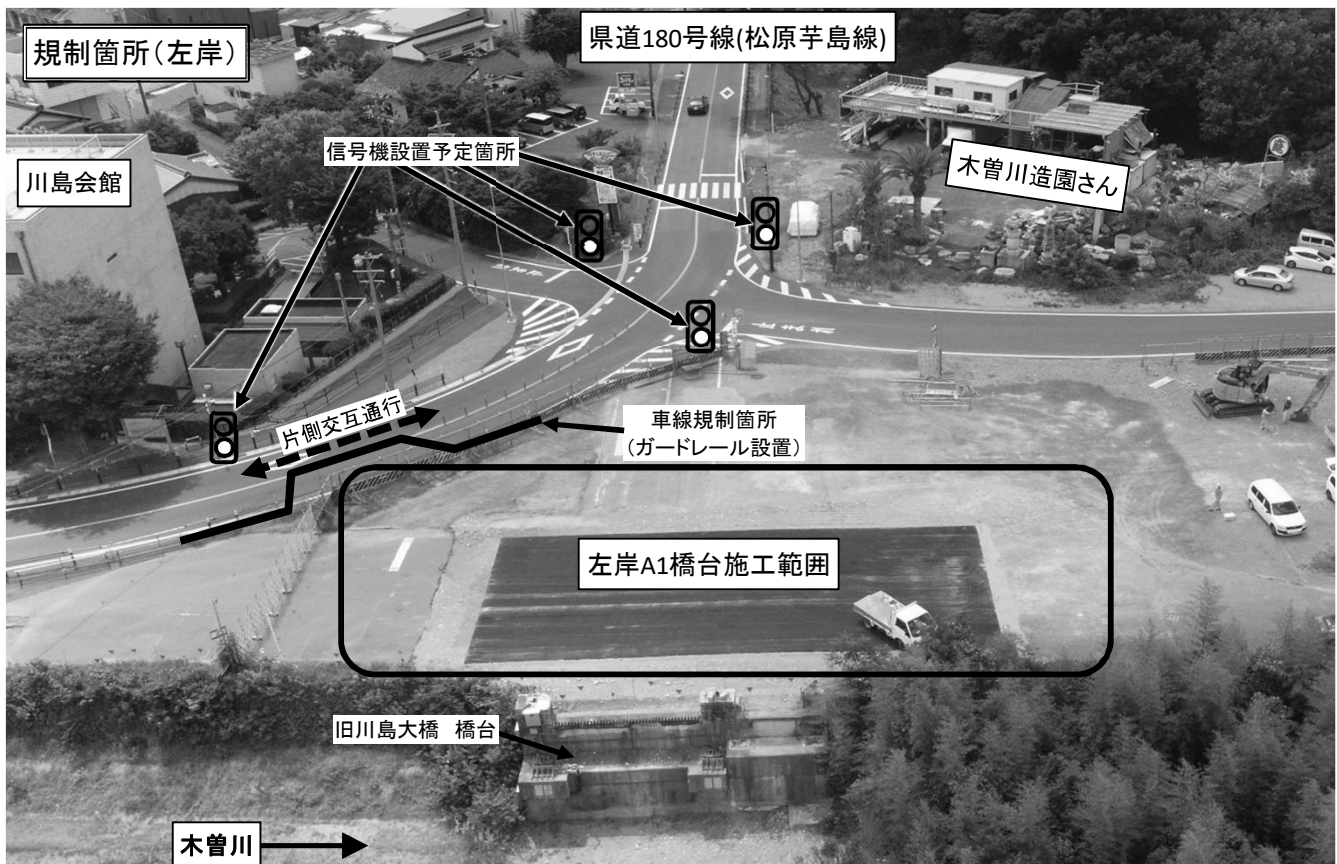 規制箇所(左岸)
県道180号線(松原芋島線)
信号機設置予定箇所
川島会館
木曽川造園さん
片側交互通行
車線規制箇所
(ガードレール設置)
左岸A1橋台施工範囲
旧川島大橋 橋台
木曽川